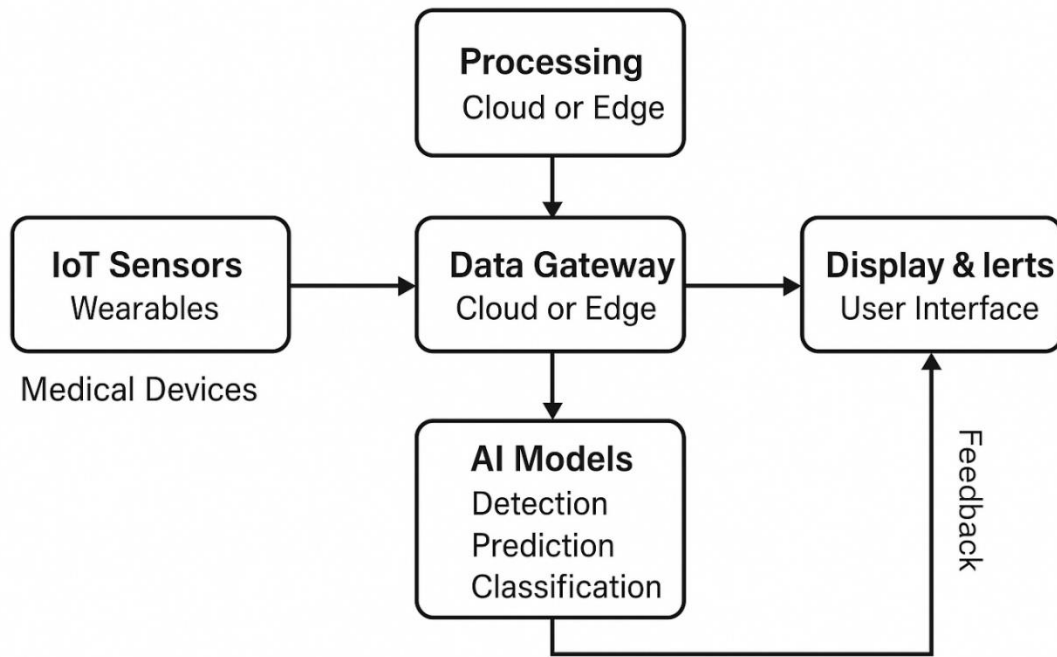 Processing
Cloud or Edge
IoT Sensors
Wearables
Medical Devices
Data Gateway
Cloud or Edge
Display & lerts
User Interface
AI Models
Detection
Prediction
Classification
Feedback